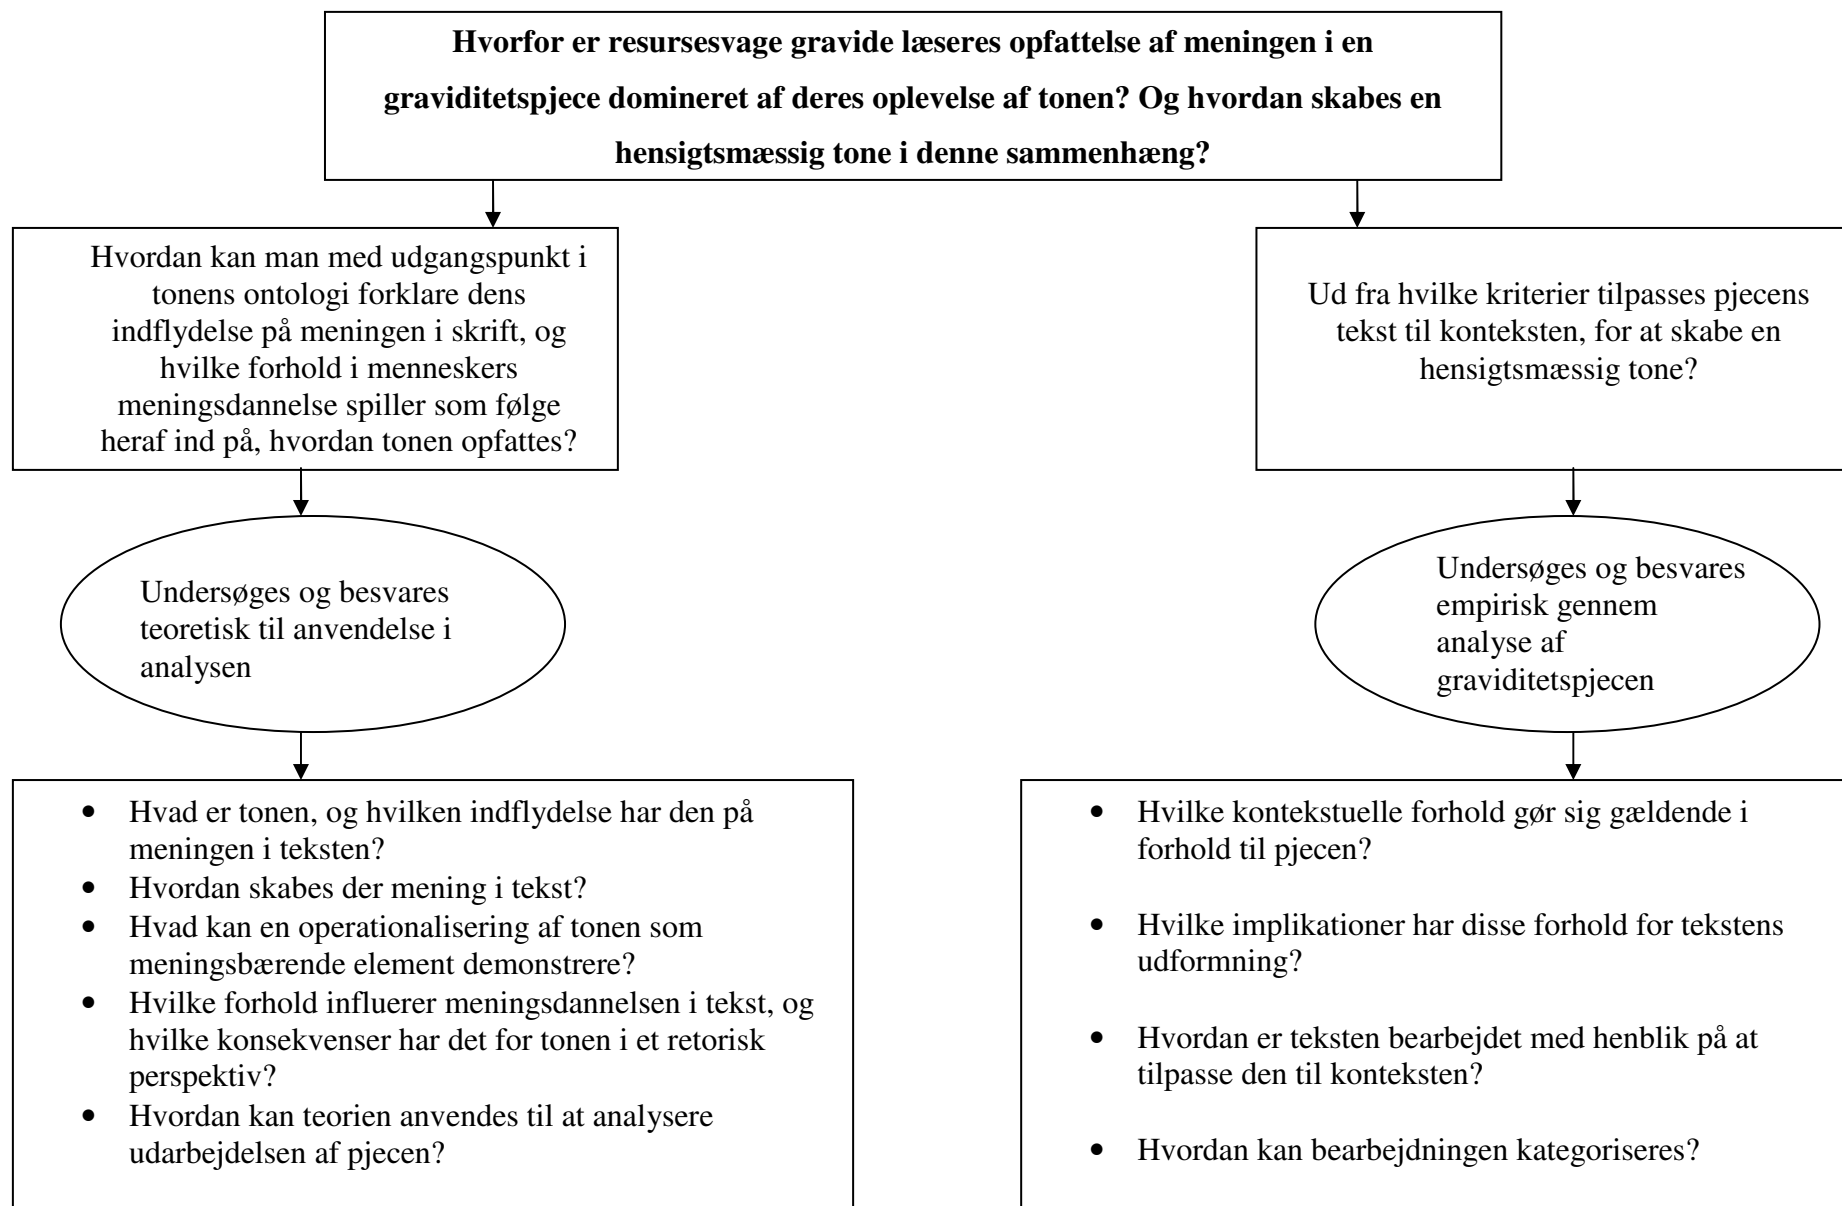 Hvorfor er resursesvage gravide læseres opfattelse af meningen i en
graviditetspjece domineret af deres oplevelse af tonen? Og hvordan skabes en
hensigtsmæssig tone i denne sammenhæng?
Hvordan kan man med udgangspunkt i
tonens ontologi forklare dens
indflydelse på meningen i skrift, og
hvilke forhold i menneskers
meningsdannelse spiller som følge
heraf ind på, hvordan tonen opfattes?
Ud fra hvilke kriterier tilpasses pjecens
tekst til konteksten, for at skabe en
hensigtsmæssig tone?
Undersøges og besvares
teoretisk til anvendelse i
analysen
Undersøges og besvares
empirisk gennem
analyse af
graviditetspjecen
• Hvad er tonen, og hvilken indflydelse har den på
meningen i teksten?
• Hvordan skabes der mening i tekst?
• Hvad kan en operationalisering af tonen som
meningsbærende element demonstrere?
• Hvilke forhold influerer meningsdannelsen i tekst, og
hvilke konsekvenser har det for tonen i et retorisk
perspektiv?
• Hvordan kan teorien anvendes til at analysere
udarbejdelsen af pjecen?
• Hvilke kontekstuelle forhold gør sig gældende i
forhold til pjecen?
• Hvilke implikationer har disse forhold for tekstens
udformning?
• Hvordan er teksten bearbejdet med henblik på at
tilpasse den til konteksten?
• Hvordan kan bearbejdningen kategoriseres?